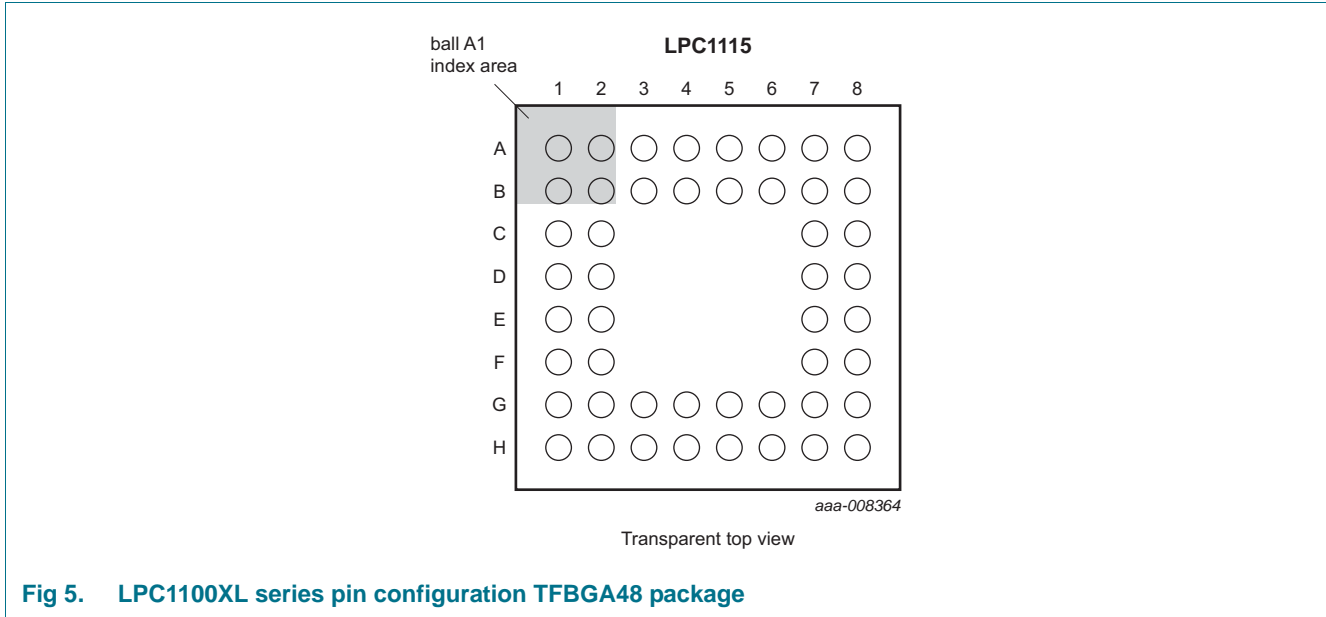 ball A1
index area
LPC1115
1 2 3 4 5 6 7 8
A
B
C
D
E
F
G
H
aaa-008364
Transparent top view
Fig 5. LPC1100XL series pin configuration TFBGA48 package